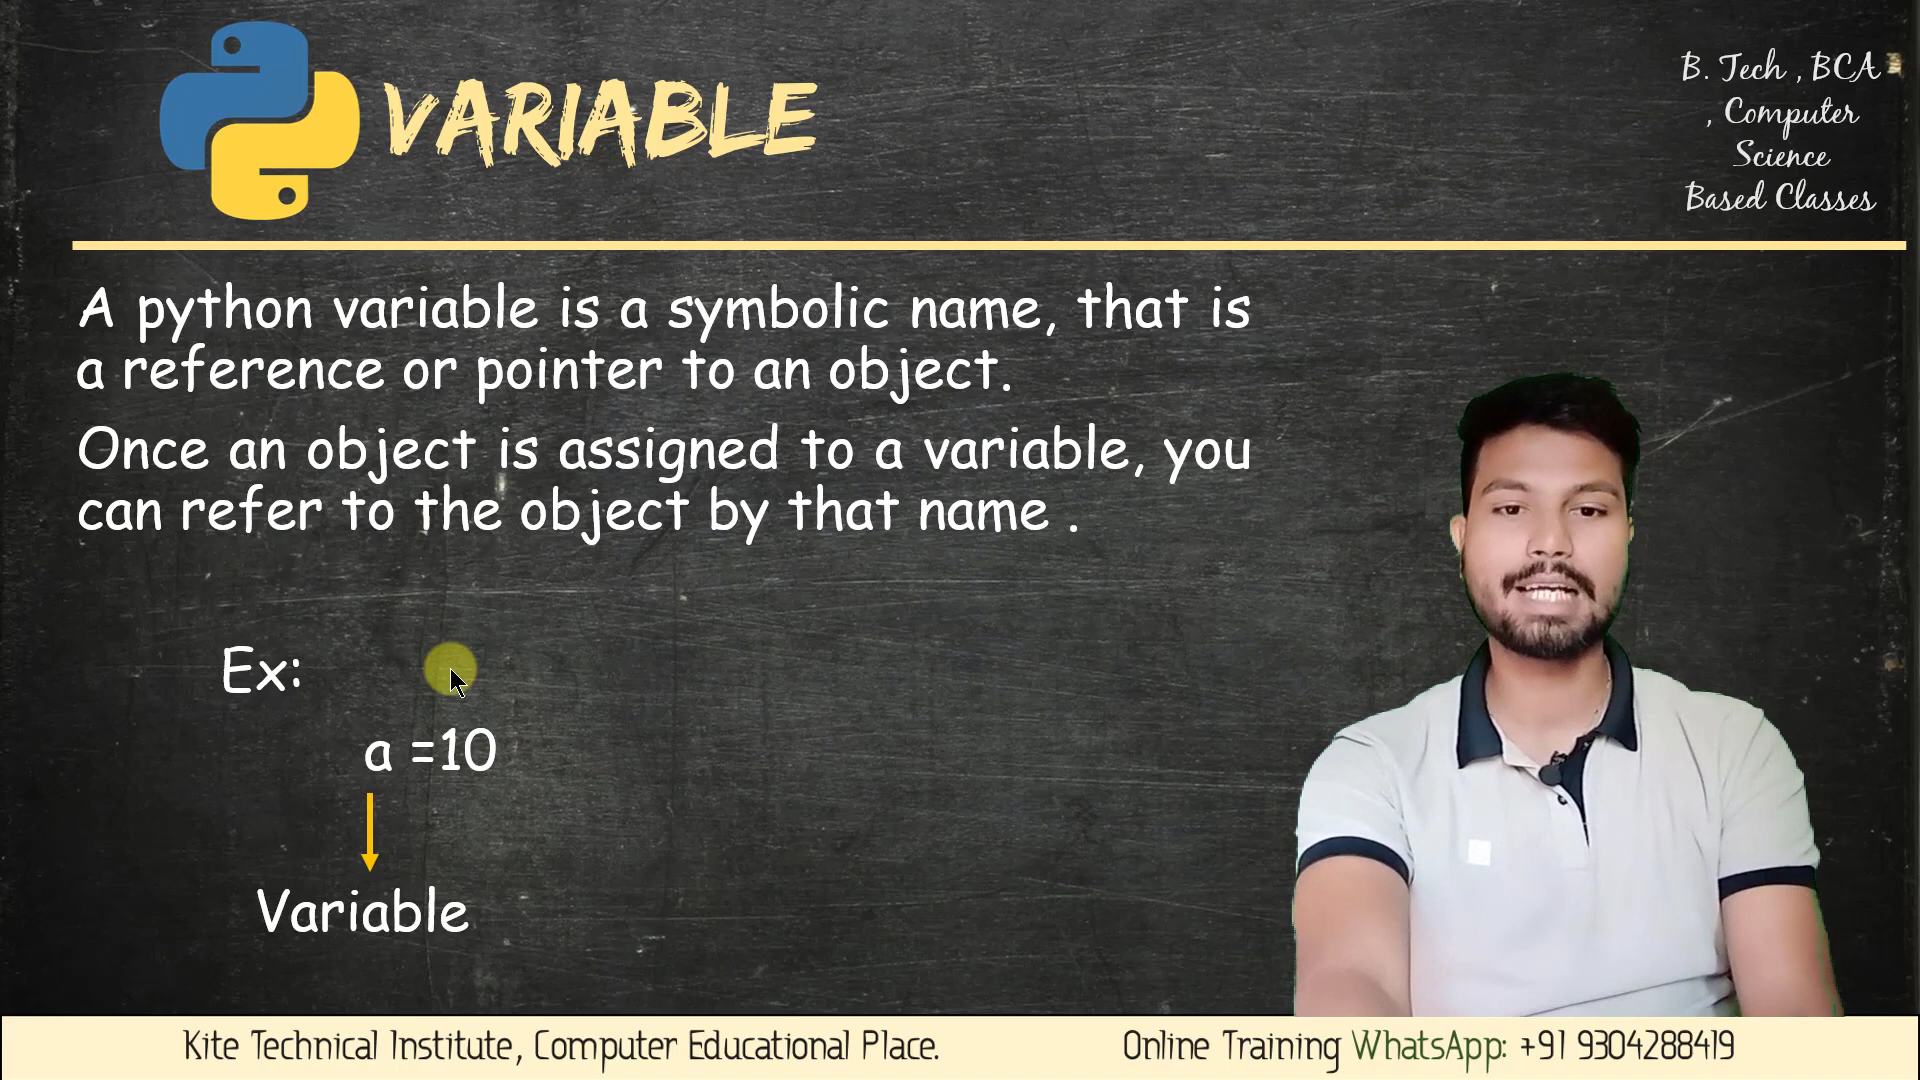 VARIABLE
B. Tech , BCA
, Computer
Science
Based Classes
A python variable is a symbolic name, that is
a reference or pointer to an object.
Once an object is assigned to a variable, you
can refer to the object by that name .
Ex:
a =10
Variable
Kite Technical Institute, Computer Educational Place.
Online Training WhatsApp: +91 9304288419